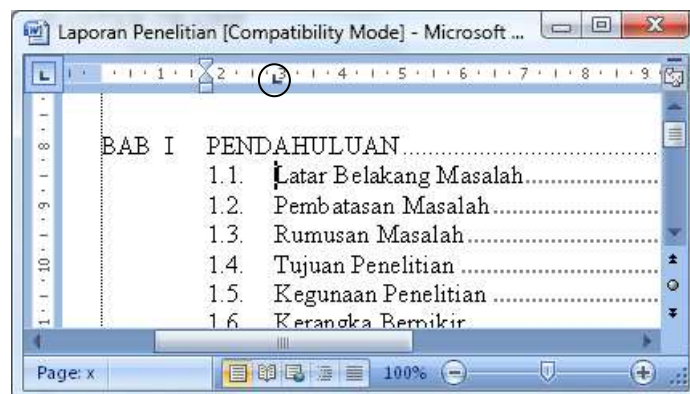 Laporan Penelitian [Compatibility Mode] - Microsoft ...
1 2 3 4 5 6 7 8 9
BAB I PENDAHULUAN
1.1. Latar Belakang Masalah
1.2. Pembatasan Masalah
1.3. Rumusan Masalah
1.4. Tujuan Penelitian
1.5. Kegunaan Penelitian
1.6 Kerangka Berpikir
8
9
10
Page: x 100%